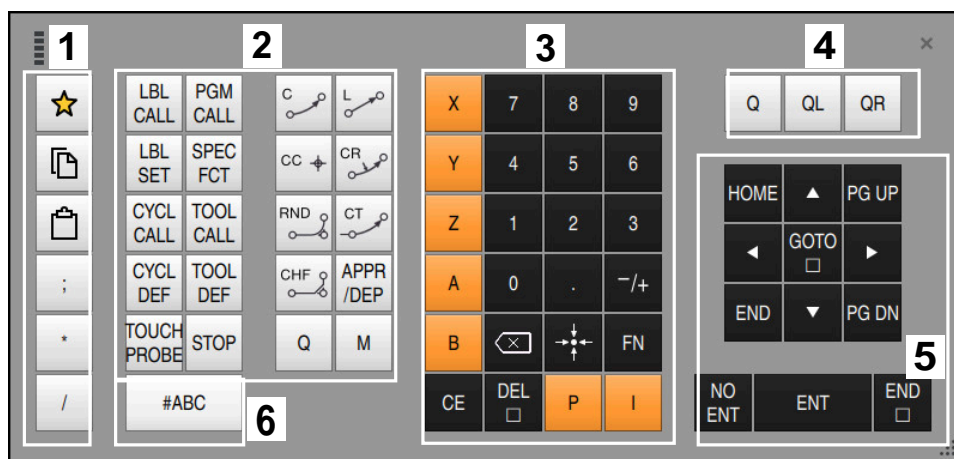 1
2
3
4
×
LBL CALL
PGM CALL
C
L
X
7
8
9
Q
QL
QR
LBL SET
SPEC FCT
CC
CR
Y
4
5
6
HOME
PG UP
CYCL CALL
TOOL CALL
RND
CT
Z
1
2
3
GOTO
;
CYCL DEF
TOOL DEF
CHF
APPR /DEP
A
0
.
−/+
END
PG DN
*
TOUCH PROBE
STOP
Q
M
B
FN
5
/
#ABC
6
CE
DEL
P
I
NO ENT
ENT
END